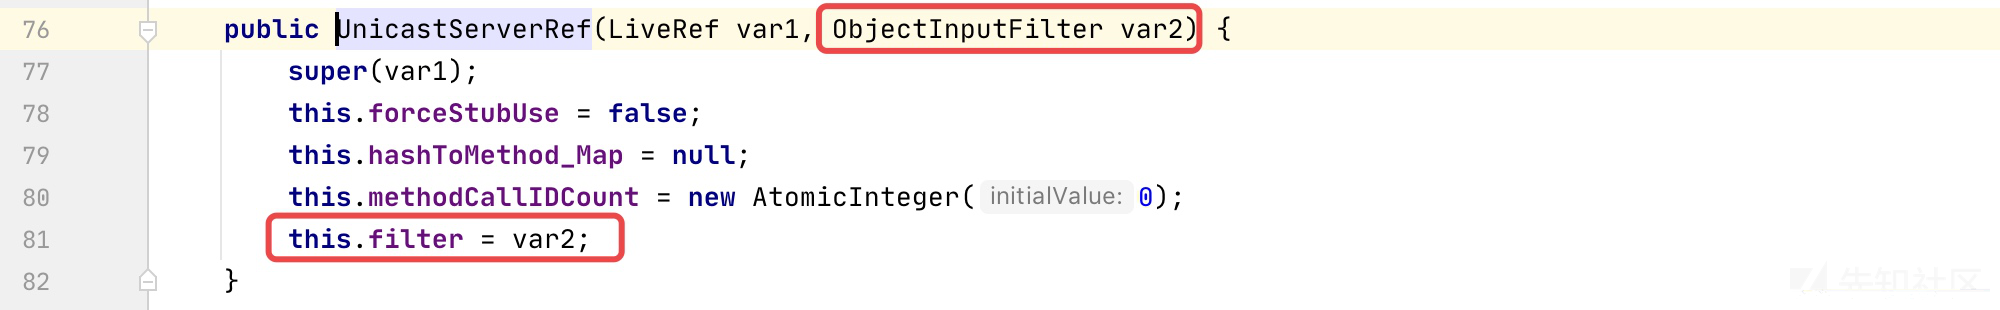 76 public UnicastServerRef(LiveRef var1, ObjectInputFilter var2) {
77 super(var1);
78 this.forceStubUse = false;
79 this.hashToMethod_Map = null;
80 this.methodCallIDCount = new AtomicInteger( initialValue: 0);
81 this.filter = var2;
82 }
先知社区